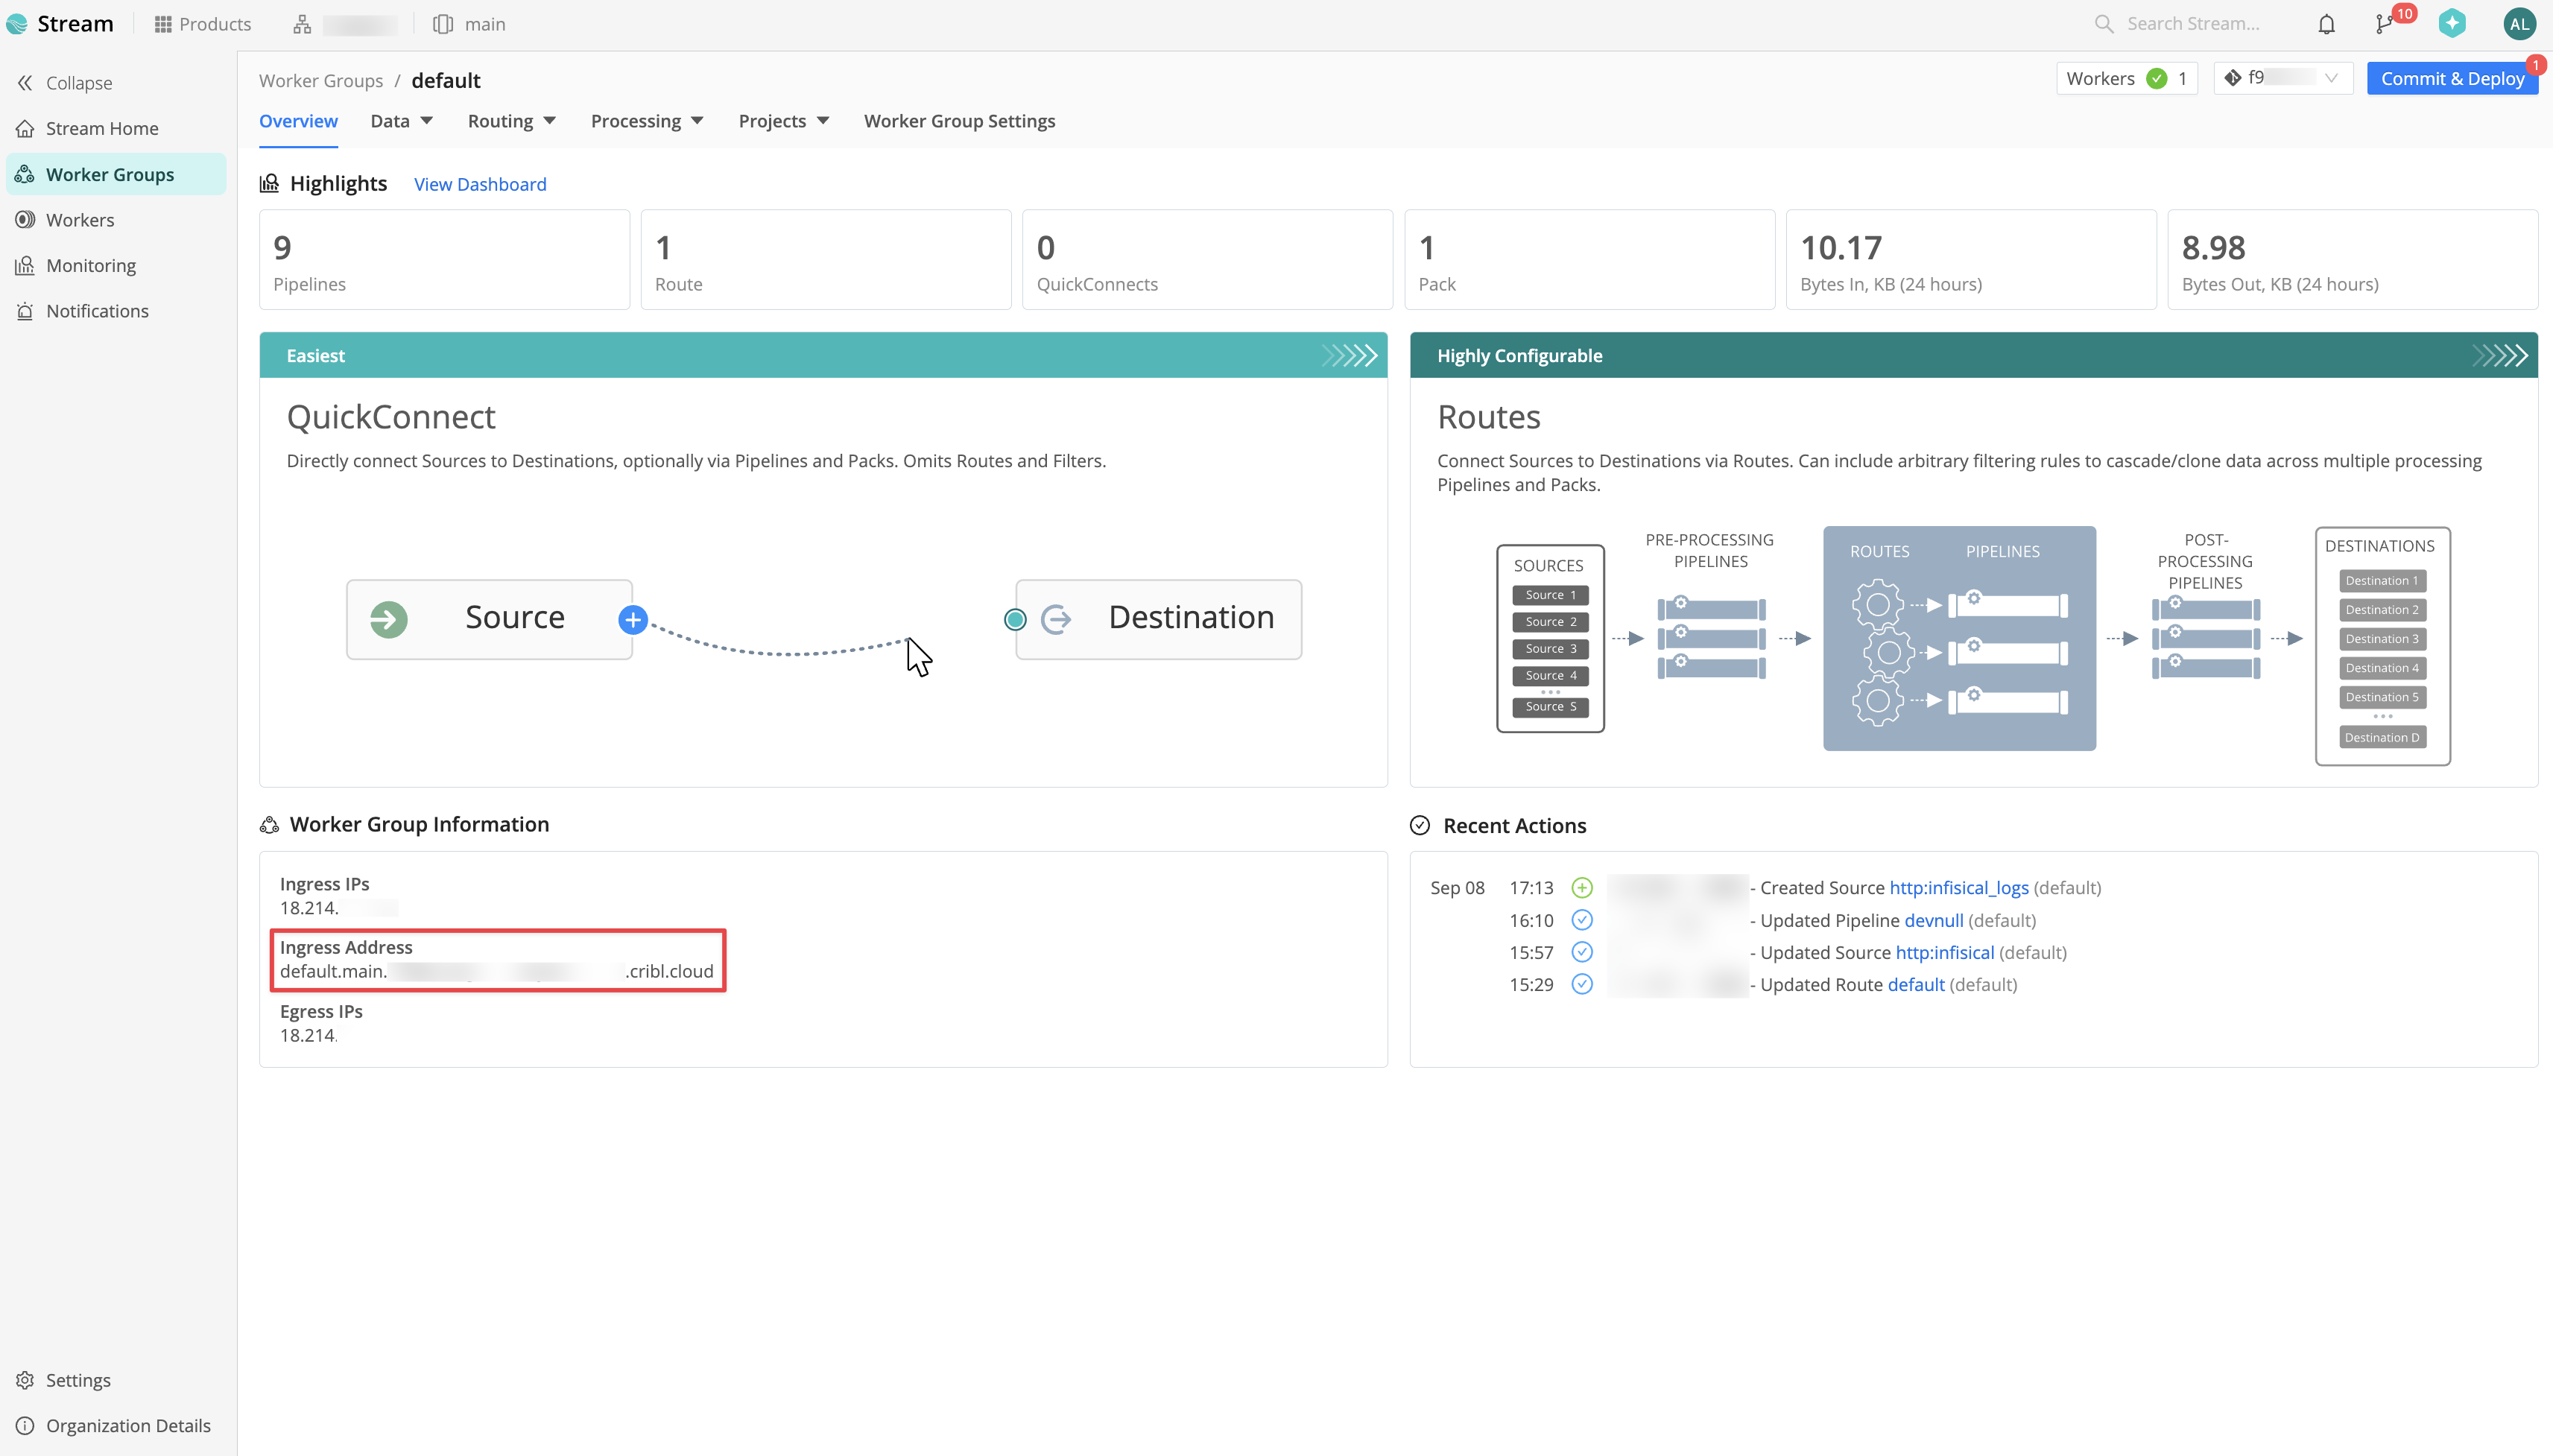 Stream
Products
main
Search Stream...
10
AL
Collapse
Stream Home
Worker Groups
Workers
Monitoring
Notifications
Settings
Organization Details
Worker Groups / default
Workers 1
f9
Commit & Deploy
1
Overview
Data
Routing
Processing
Projects
Worker Group Settings
Highlights
View Dashboard
9
Pipelines
1
Route
0
QuickConnects
1
Pack
10.17
Bytes In, KB (24 hours)
8.98
Bytes Out, KB (24 hours)
Easiest
QuickConnect
Directly connect Sources to Destinations, optionally via Pipelines and Packs. Omits Routes and Filters.
Source
Destination
Highly Configurable
Routes
Connect Sources to Destinations via Routes. Can include arbitrary filtering rules to cascade/clone data across multiple processing
Pipelines and Packs.
SOURCES
Source 1
Source 2
Source 3
Source 4
Source S
PRE-PROCESSING
PIPELINES
ROUTES
PIPELINES
POST-
PROCESSING
PIPELINES
DESTINATIONS
Destination 1
Destination 2
Destination 3
Destination 4
Destination 5
Destination D
Worker Group Information
Ingress IPs
18.214.
Ingress Address
default.main. .cribl.cloud
Egress IPs
18.214.
Recent Actions
Sep 08 17:13 - Created Source http:infisical_logs (default)
16:10 - Updated Pipeline devnull (default)
15:57 - Updated Source http:infisical (default)
15:29 - Updated Route default (default)